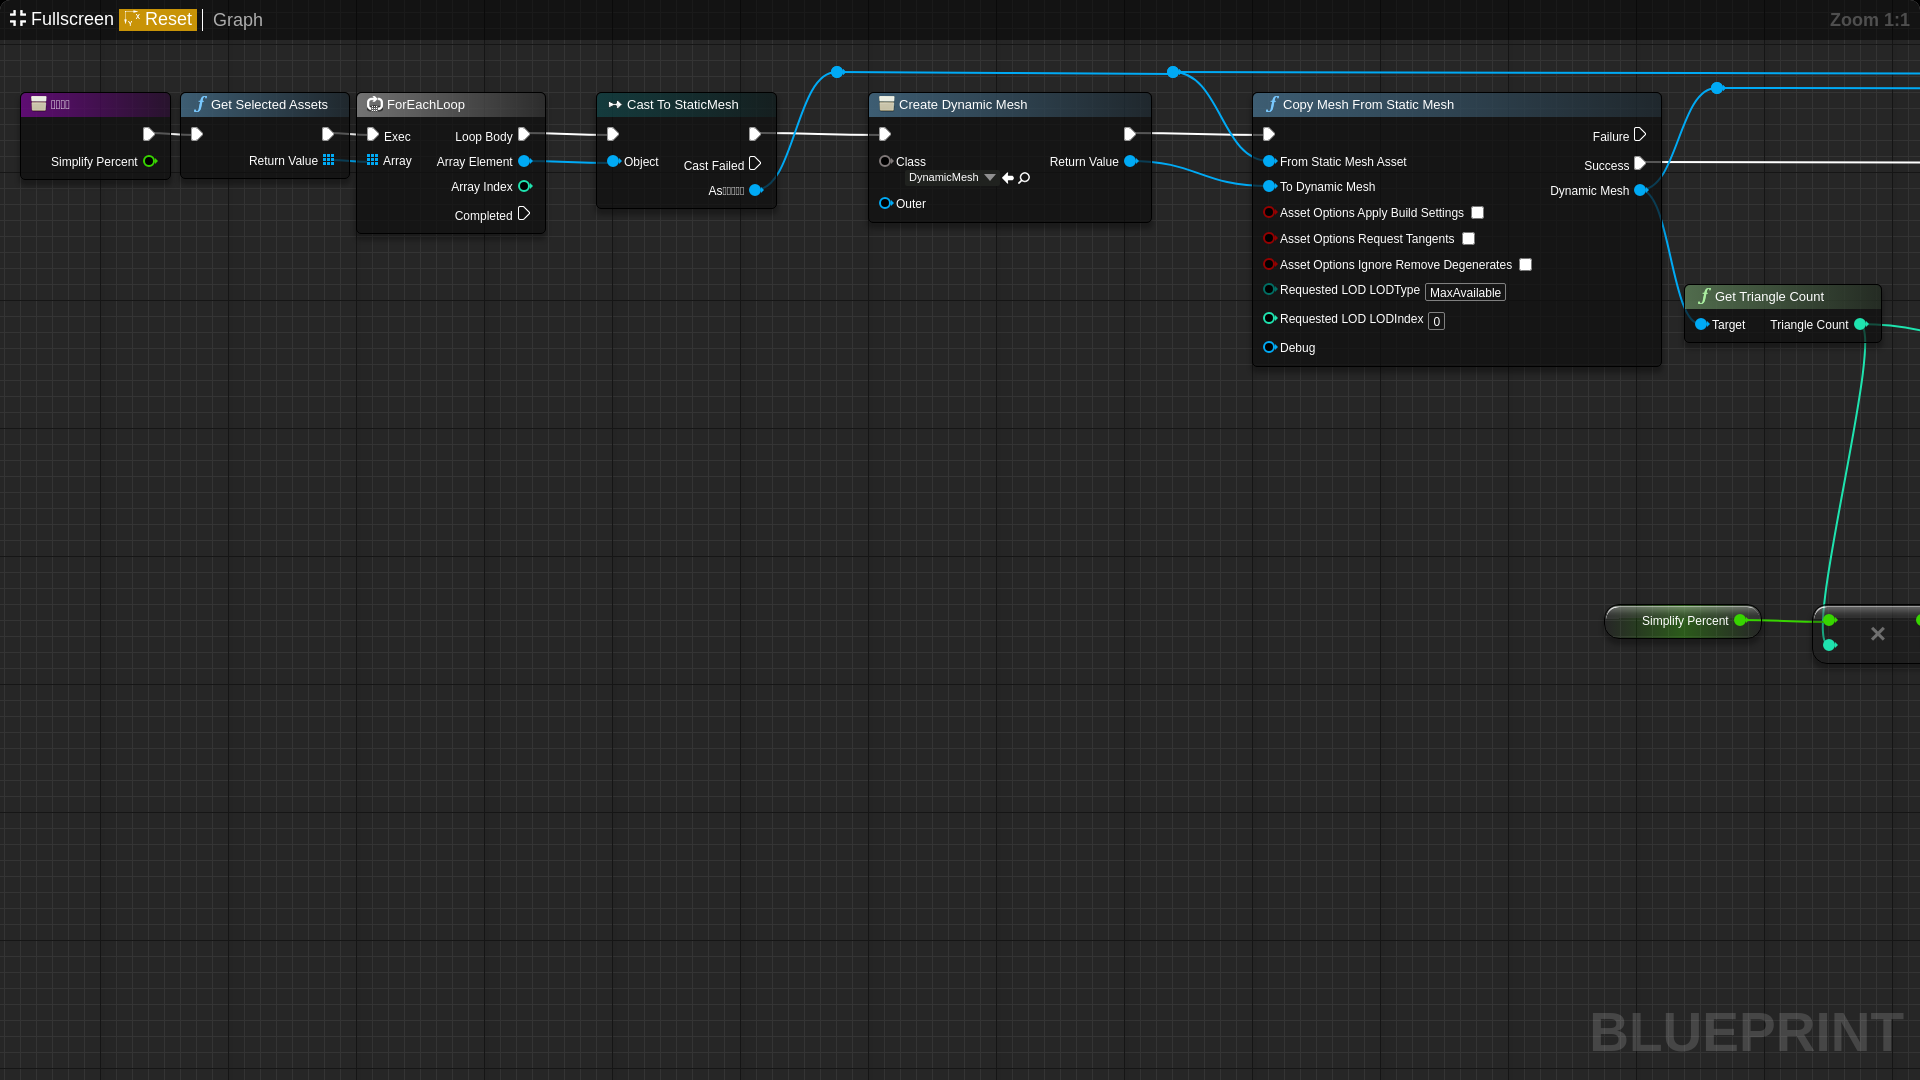 Fullscreen Reset Graph
Zoom 1:1
Simplify Percent
Get Selected Assets
Return Value
ForEachLoop
Exec Loop Body
Array Array Element
Array Index
Completed
Cast To StaticMesh
Object
Cast Failed
As
Create Dynamic Mesh
Class Return Value
DynamicMesh
Outer
Copy Mesh From Static Mesh
Failure
From Static Mesh Asset
Success
To Dynamic Mesh
Dynamic Mesh
Asset Options Apply Build Settings
Asset Options Request Tangents
Asset Options Ignore Remove Degenerates
Requested LOD LODType MaxAvailable
Requested LOD LODIndex 0
Debug
Get Triangle Count
Target Triangle Count
Simplify Percent
BLUEPRINT